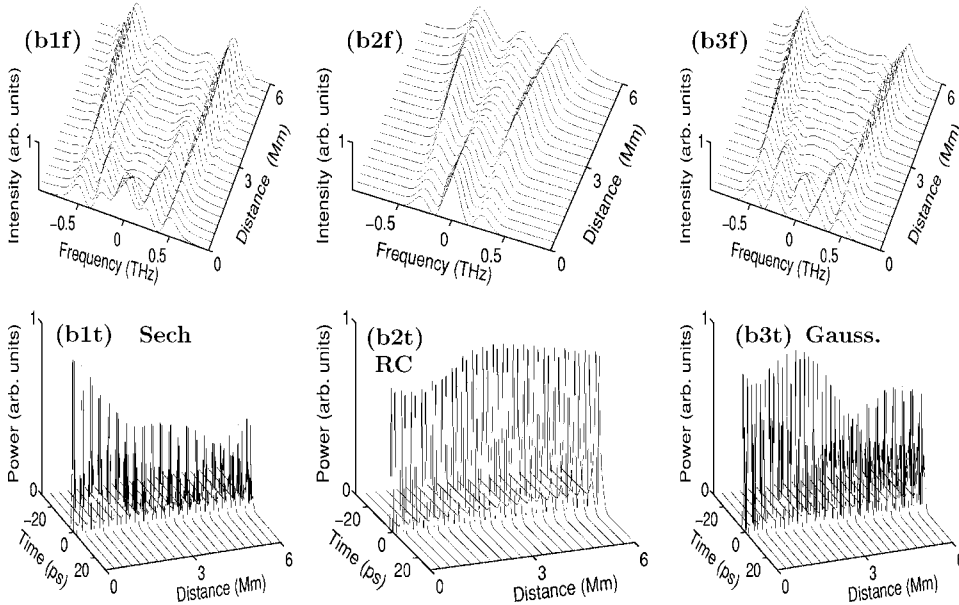 (b1f)
Intensity (arb. units)
1
−0.5
0
0.5
Frequency (THz)
0
3
6
Distance (Mm)
(b2f)
Intensity (arb. units)
1
−0.5
0
0.5
Frequency (THz)
0
3
6
Distance (Mm)
(b3f)
Intensity (arb. units)
1
−0.5
0
0.5
Frequency (THz)
0
3
6
Distance (Mm)
(b1t) Sech
Power (arb. units)
1
0
−20
0
20
Time (ps)
0
3
6
Distance (Mm)
(b2t)
RC
Power (arb. units)
1
0
−20
0
20
Time (ps)
0
3
6
Distance (Mm)
(b3t) Gauss.
Power (arb. units)
1
0
−20
0
20
Time (ps)
0
3
6
Distance (Mm)